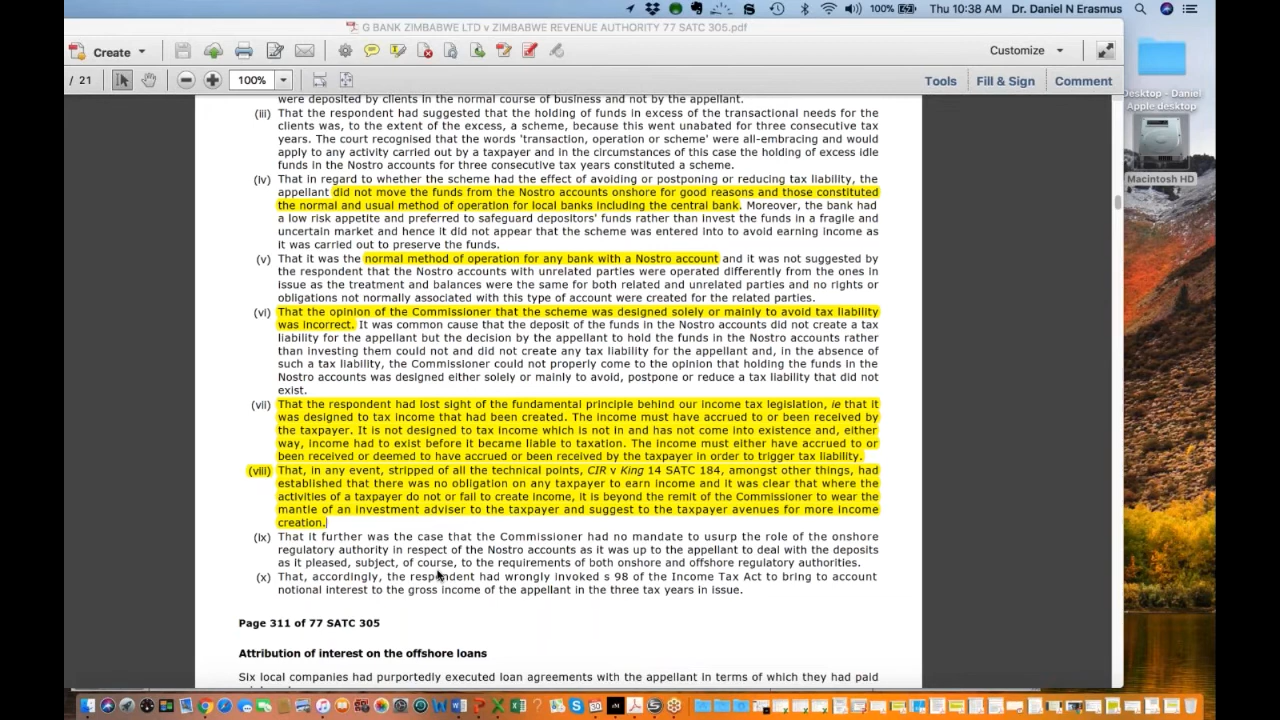 100% Thu 10:38 AM Dr. Daniel N Erasmus
G BANK ZIMBABWE LTD v ZIMBABWE REVENUE AUTHORITY 77 SATC 305.pdf
Create Customize
/ 21 100% Tools Fill & Sign Comment
Desktop - Daniel
Apple desktop
Macintosh HD
were deposited by clients in the normal course of business and not by the appellant.
(iii) That the respondent had suggested that the holding of funds in excess of the transactional needs for the
clients was, to the extent of the excess, a scheme, because this went unabated for three consecutive tax
years. The court recognised that the words 'transaction, operation or scheme' were all-embracing and would
apply to any activity carried out by a taxpayer and in the circumstances of this case the holding of excess idle
funds in the Nostro accounts for three consecutive tax years constituted a scheme.
(iv) That in regard to whether the scheme had the effect of avoiding or postponing or reducing tax liability, the
appellant did not move the funds from the Nostro accounts onshore for good reasons and those constituted
the normal and usual method of operation for local banks including the central bank. Moreover, the bank had
a low risk appetite and preferred to safeguard depositors' funds rather than invest the funds in a fragile and
uncertain market and hence it did not appear that the scheme was entered into to avoid earning income as
it was carried out to preserve the funds.
(v) That it was the normal method of operation for any bank with a Nostro account and it was not suggested by
the respondent that the Nostro accounts with unrelated parties were operated differently from the ones in
issue as the treatment and balances were the same for both related and unrelated parties and no rights or
obligations not normally associated with this type of account were created for the related parties.
(vi) That the opinion of the Commissioner that the scheme was designed solely or mainly to avoid tax liability
was incorrect. It was common cause that the deposit of the funds in the Nostro accounts did not create a tax
liability for the appellant but the decision by the appellant to hold the funds in the Nostro accounts rather
than investing them could not and did not create any tax liability for the appellant and, in the absence of
such a tax liability, the Commissioner could not properly come to the opinion that holding the funds in the
Nostro accounts was designed either solely or mainly to avoid, postpone or reduce a tax liability that did not
exist.
(vii) That the respondent had lost sight of the fundamental principle behind our income tax legislation, ie that it
was designed to tax income that had been created. The income must have accrued to or been received by
the taxpayer. It is not designed to tax income which is not in and has not come into existence and, either
way, income had to exist before it became liable to taxation. The income must either have accrued to or
been received or deemed to have accrued or been received by the taxpayer in order to trigger tax liability.
(viii) That, in any event, stripped of all the technical points, CIR v King 14 SATC 184, amongst other things, had
established that there was no obligation on any taxpayer to earn income and it was clear that where the
activities of a taxpayer do not or fail to create income, it is beyond the remit of the Commissioner to wear the
mantle of an investment adviser to the taxpayer and suggest to the taxpayer avenues for more income
creation.
(ix) That it further was the case that the Commissioner had no mandate to usurp the role of the onshore
regulatory authority in respect of the Nostro accounts as it was up to the appellant to deal with the deposits
as it pleased, subject, of course, to the requirements of both onshore and offshore regulatory authorities.
(x) That, accordingly, the respondent had wrongly invoked s 98 of the Income Tax Act to bring to account
notional interest to the gross income of the appellant in the three tax years in issue.
Page 311 of 77 SATC 305
Attribution of interest on the offshore loans
Six local companies had purportedly executed loan agreements with the appellant in terms of which they had paid